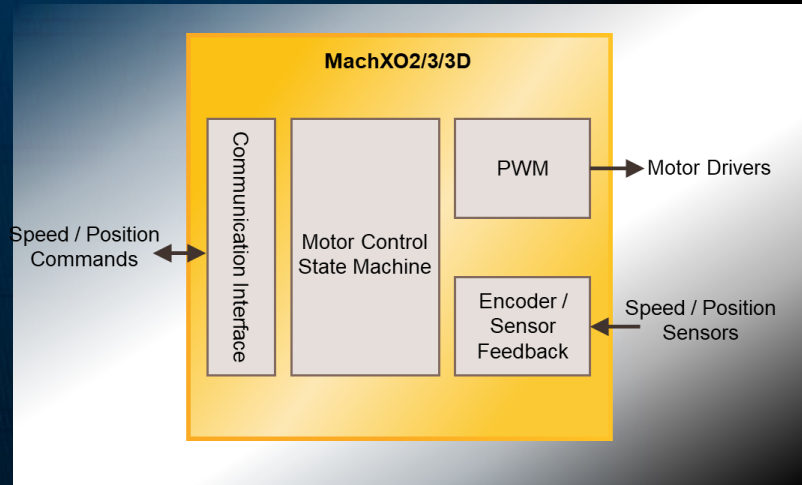 MachXO2/3/3D
Communication Interface
Motor Control
State Machine
PWM
Encoder /
Sensor
Feedback
Speed / Position
Commands
Motor Drivers
Speed / Position
Sensors